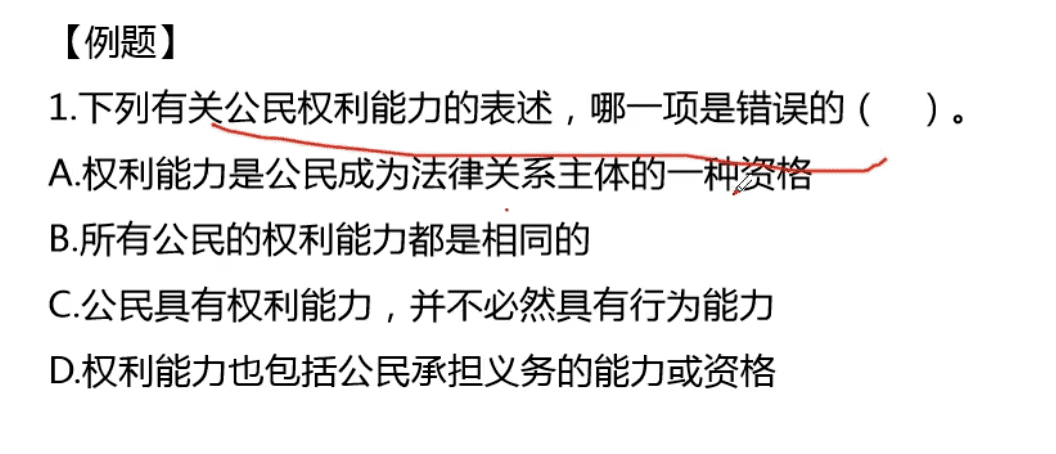 【例题】
1.下列有关公民权利能力的表述，哪一项是错误的（　）。
A.权利能力是公民成为法律关系主体的一种资格
B.所有公民的权利能力都是相同的
C.公民具有权利能力，并不必然具有行为能力
D.权利能力也包括公民承担义务的能力或资格